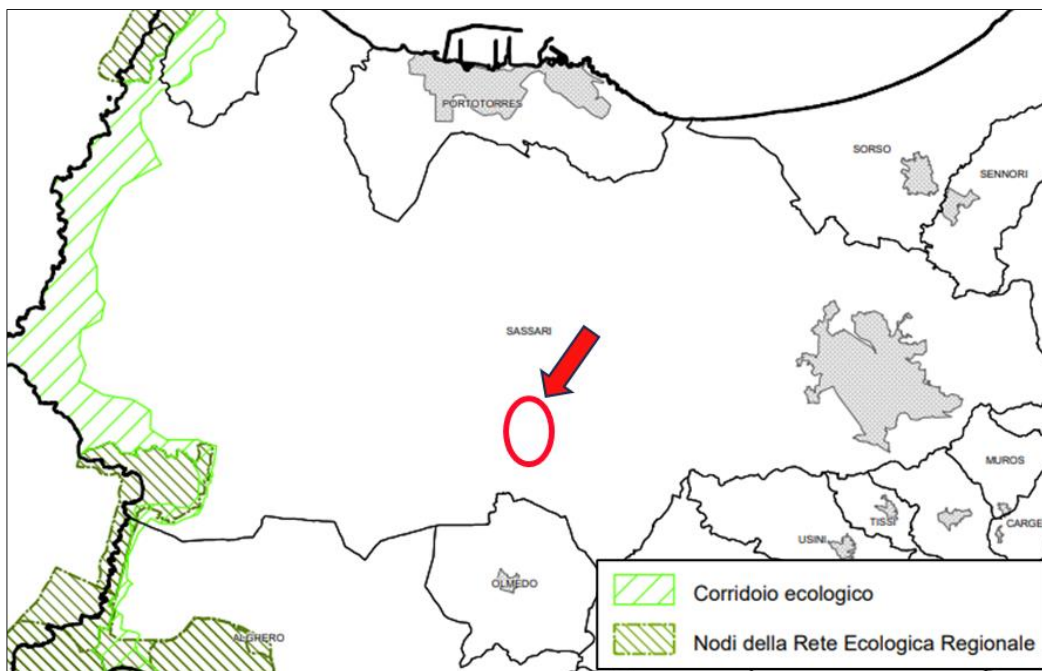 PORTOTORRES
SORSO
SENNORI
SASSARI
MUROS
TISSI
CARGE
USINI
OLMEDO
ALGHERO
Corridoio ecologico
Nodi della Rete Ecologica Regionale